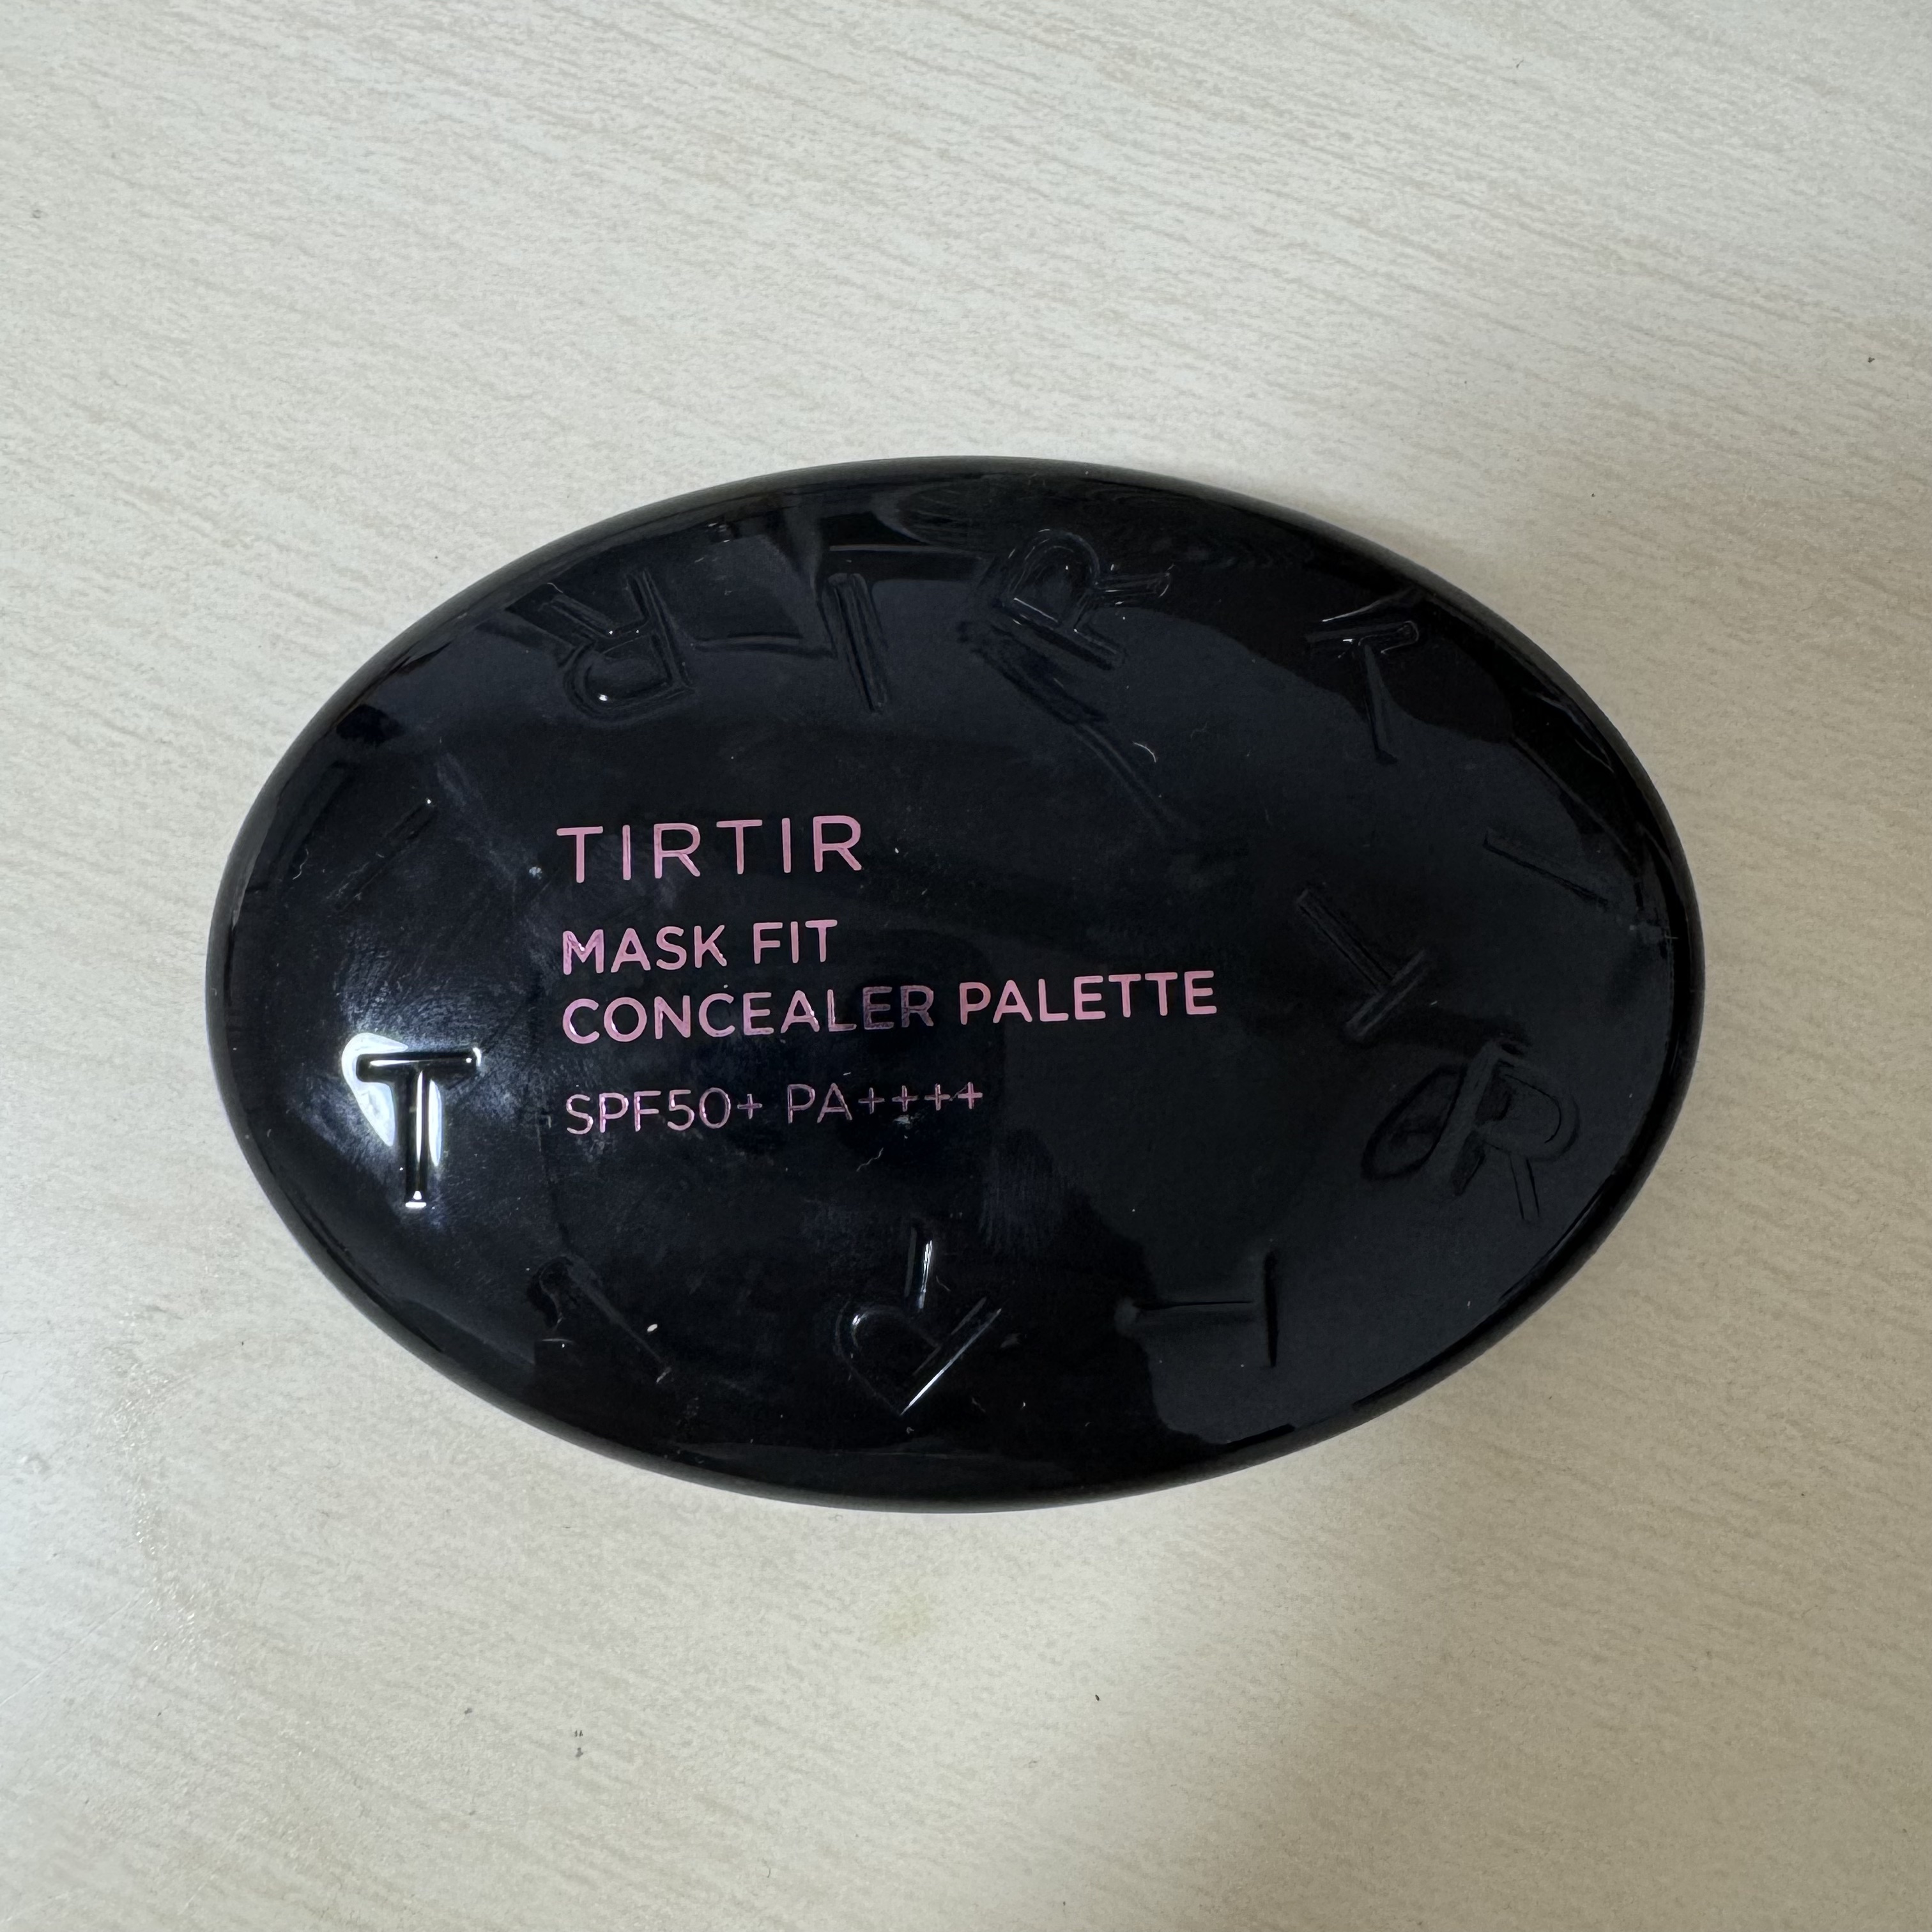 TIRTIR
MASK FIT
CONCEALER PALETTE
SPF50+ PA++++
T